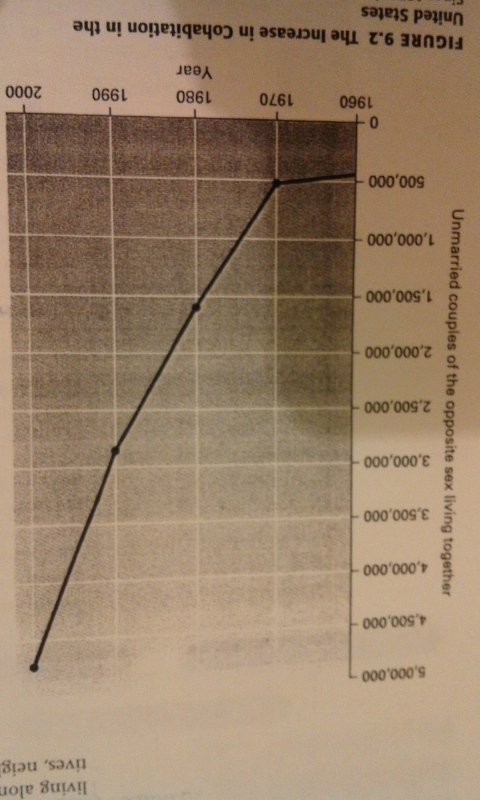 living alon
tives, neigh
Unmarried couples of the opposite sex living together
5,000,000
4,500,000
4,000,000
3,500,000
3,000,000
2,500,000
2,000,000
1,500,000
1,000,000
500,000
0
1960 1970 1980 1990 2000
Year
FIGURE 9.2 The Increase in Cohabitation in the
United States